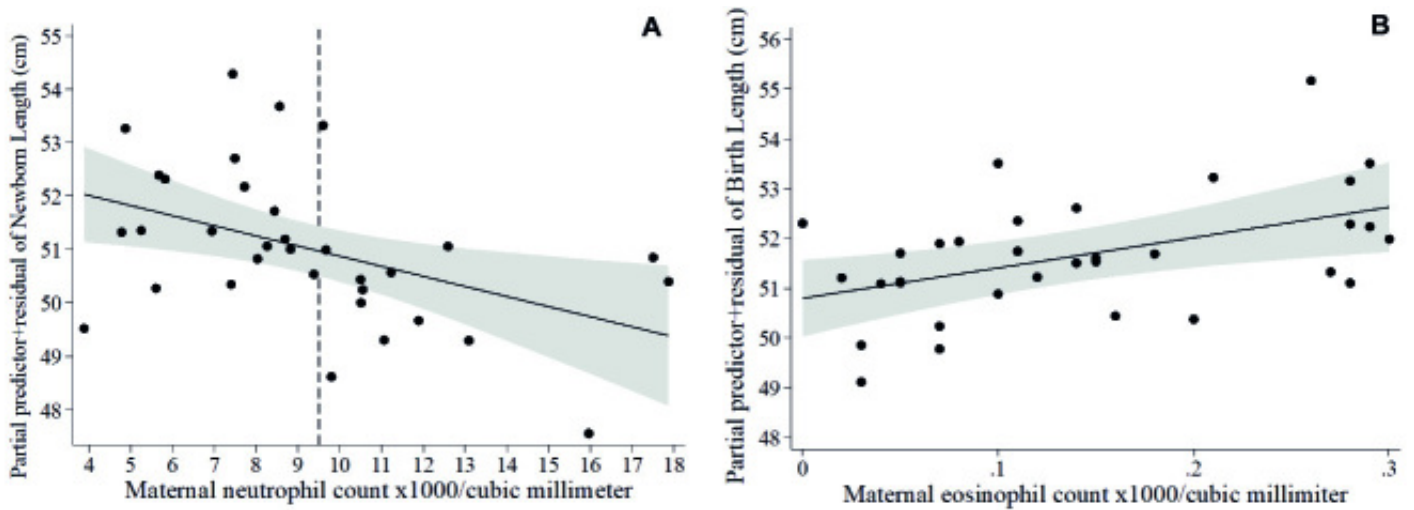 A
Partial predictor+residual of Newborn Length (cm)
55
54
53
52
51
50
49
48
4 5 6 7 8 9 10 11 12 13 14 15 16 17 18
Maternal neutrophil count x1000/cubic millimeter
B
Partial predictor+residual of Birth Length (cm)
56
55
54
53
52
51
50
49
48
0 .1 .2 .3
Maternal eosinophil count x1000/cubic millimiter